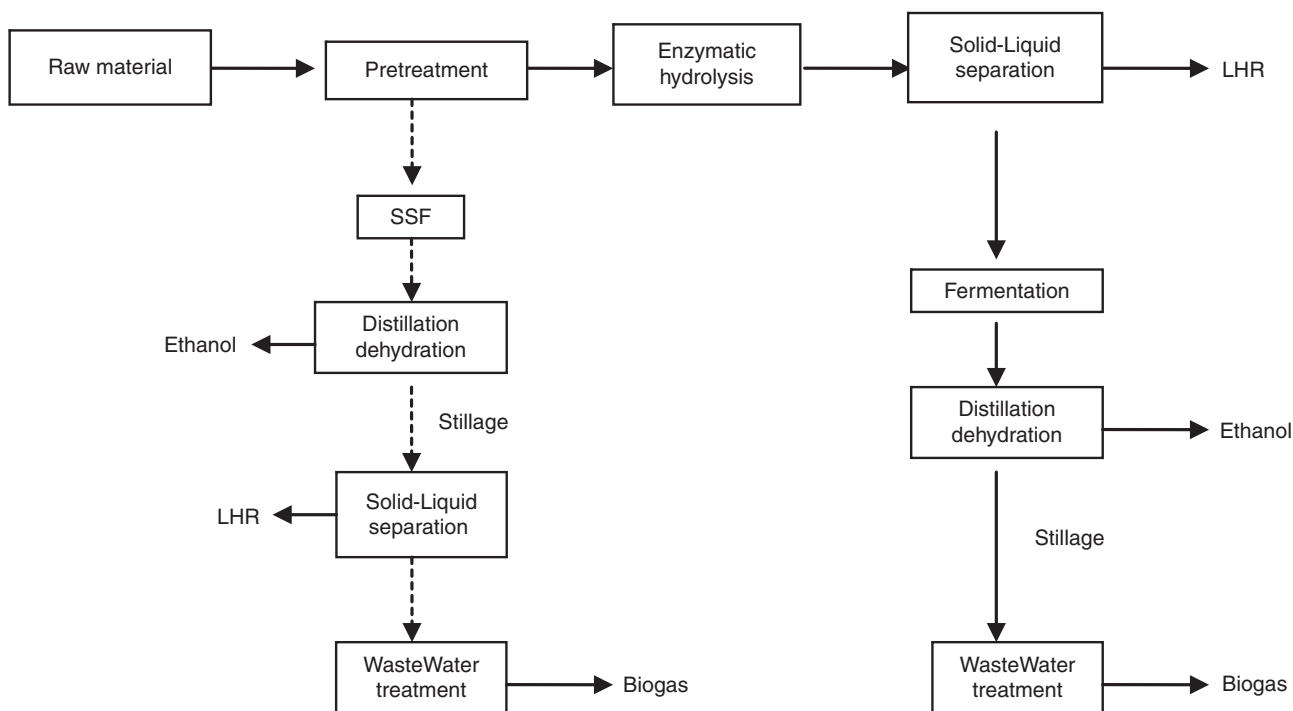 Raw material
Pretreatment
Enzymatic
hydrolysis
Solid-Liquid
separation
LHR
SSF
Fermentation
Distillation
dehydration
Ethanol
Distillation
dehydration
Ethanol
Stillage
Solid-Liquid
separation
LHR
Stillage
WasteWater
treatment
Biogas
WasteWater
treatment
Biogas